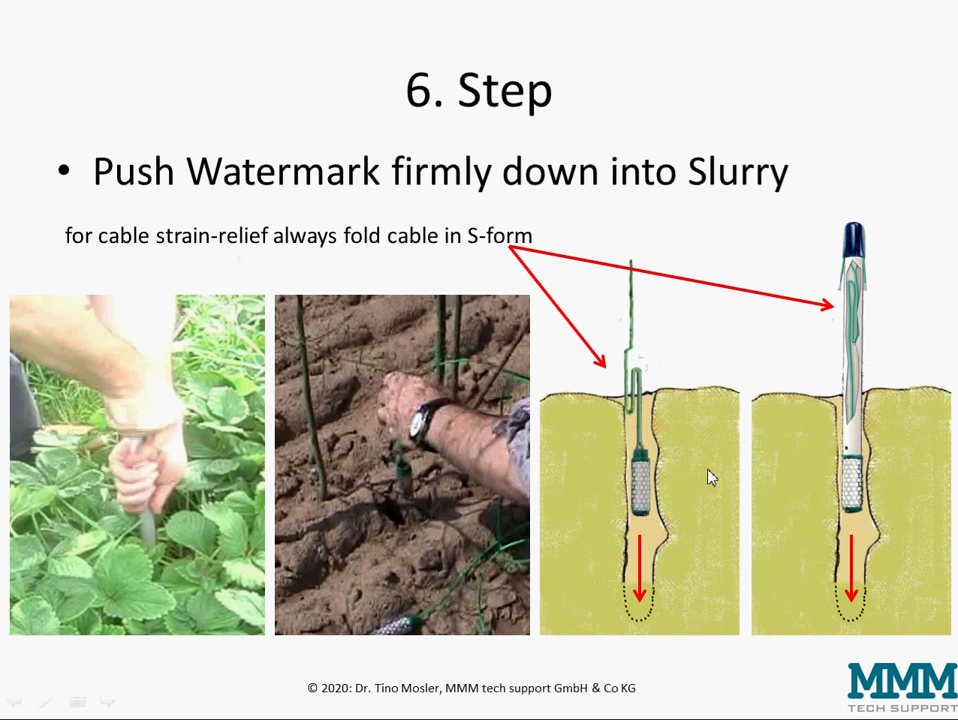 6. Step
• Push Watermark firmly down into Slurry
for cable strain-relief always fold cable in S-form
© 2020: Dr. Tino Mosler, MMM tech support GmbH & Co KG
MMM
TECH SUPPORT